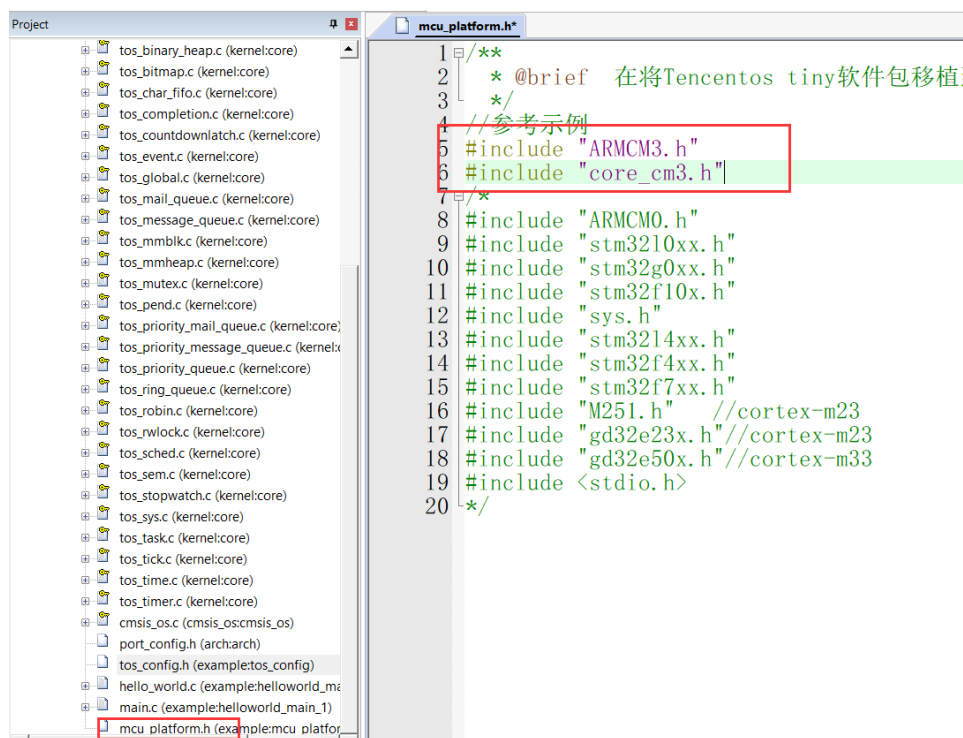 Project
tos_binary_heap.c (kernel:core)
tos_bitmap.c (kernel:core)
tos_char_fifo.c (kernel:core)
tos_completion.c (kernel:core)
tos_countdownlatch.c (kernel:core)
tos_event.c (kernel:core)
tos_global.c (kernel:core)
tos_mail_queue.c (kernel:core)
tos_message_queue.c (kernel:core)
tos_mmblk.c (kernel:core)
tos_mmheap.c (kernel:core)
tos_mutex.c (kernel:core)
tos_pend.c (kernel:core)
tos_priority_mail_queue.c (kernel:core)
tos_priority_message_queue.c (kernel:c
tos_priority_queue.c (kernel:core)
tos_ring_queue.c (kernel:core)
tos_robin.c (kernel:core)
tos_rwlock.c (kernel:core)
tos_sched.c (kernel:core)
tos_sem.c (kernel:core)
tos_stopwatch.c (kernel:core)
tos_sys.c (kernel:core)
tos_task.c (kernel:core)
tos_tick.c (kernel:core)
tos_time.c (kernel:core)
tos_timer.c (kernel:core)
cmsis_os.c (cmsis_os:cmsis_os)
port_config.h (arch:arch)
tos_config.h (example:tos_config)
hello_world.c (example:helloworld_ma
main.c (example:helloworld_main_1)
mcu_platform.h (example:mcu_platfor
mcu_platform.h*
1 /**
2 * @brief 在将Tencentos tiny软件包移植
3 */
4 //参考示例
5 #include "ARMCM3.h"
6 #include "core_cm3.h"
7 /*
8 #include "ARMCM0.h"
9 #include "stm32l0xx.h"
10 #include "stm32g0xx.h"
11 #include "stm32f10x.h"
12 #include "sys.h"
13 #include "stm32l4xx.h"
14 #include "stm32f4xx.h"
15 #include "stm32f7xx.h"
16 #include "M251.h" //cortex-m23
17 #include "gd32e23x.h"//cortex-m23
18 #include "gd32e50x.h"//cortex-m33
19 #include <stdio.h>
20 */